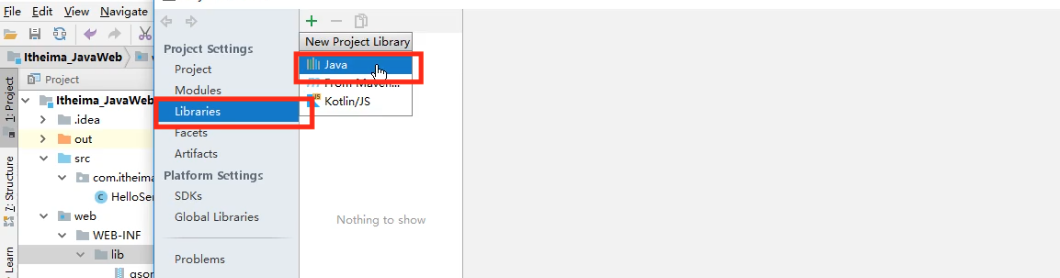 File Edit View Navigate
Itheima_JavaWeb
Project
Itheima_JavaWeb
.idea
out
src
com.itheima
HelloSer
web
WEB-INF
lib
gson
1: Project
7: Structure
Learn
Project Settings
Project
Modules
Libraries
Facets
Artifacts
Platform Settings
SDKs
Global Libraries
Problems
New Project Library
Java
From Maven...
Kotlin/JS
Nothing to show